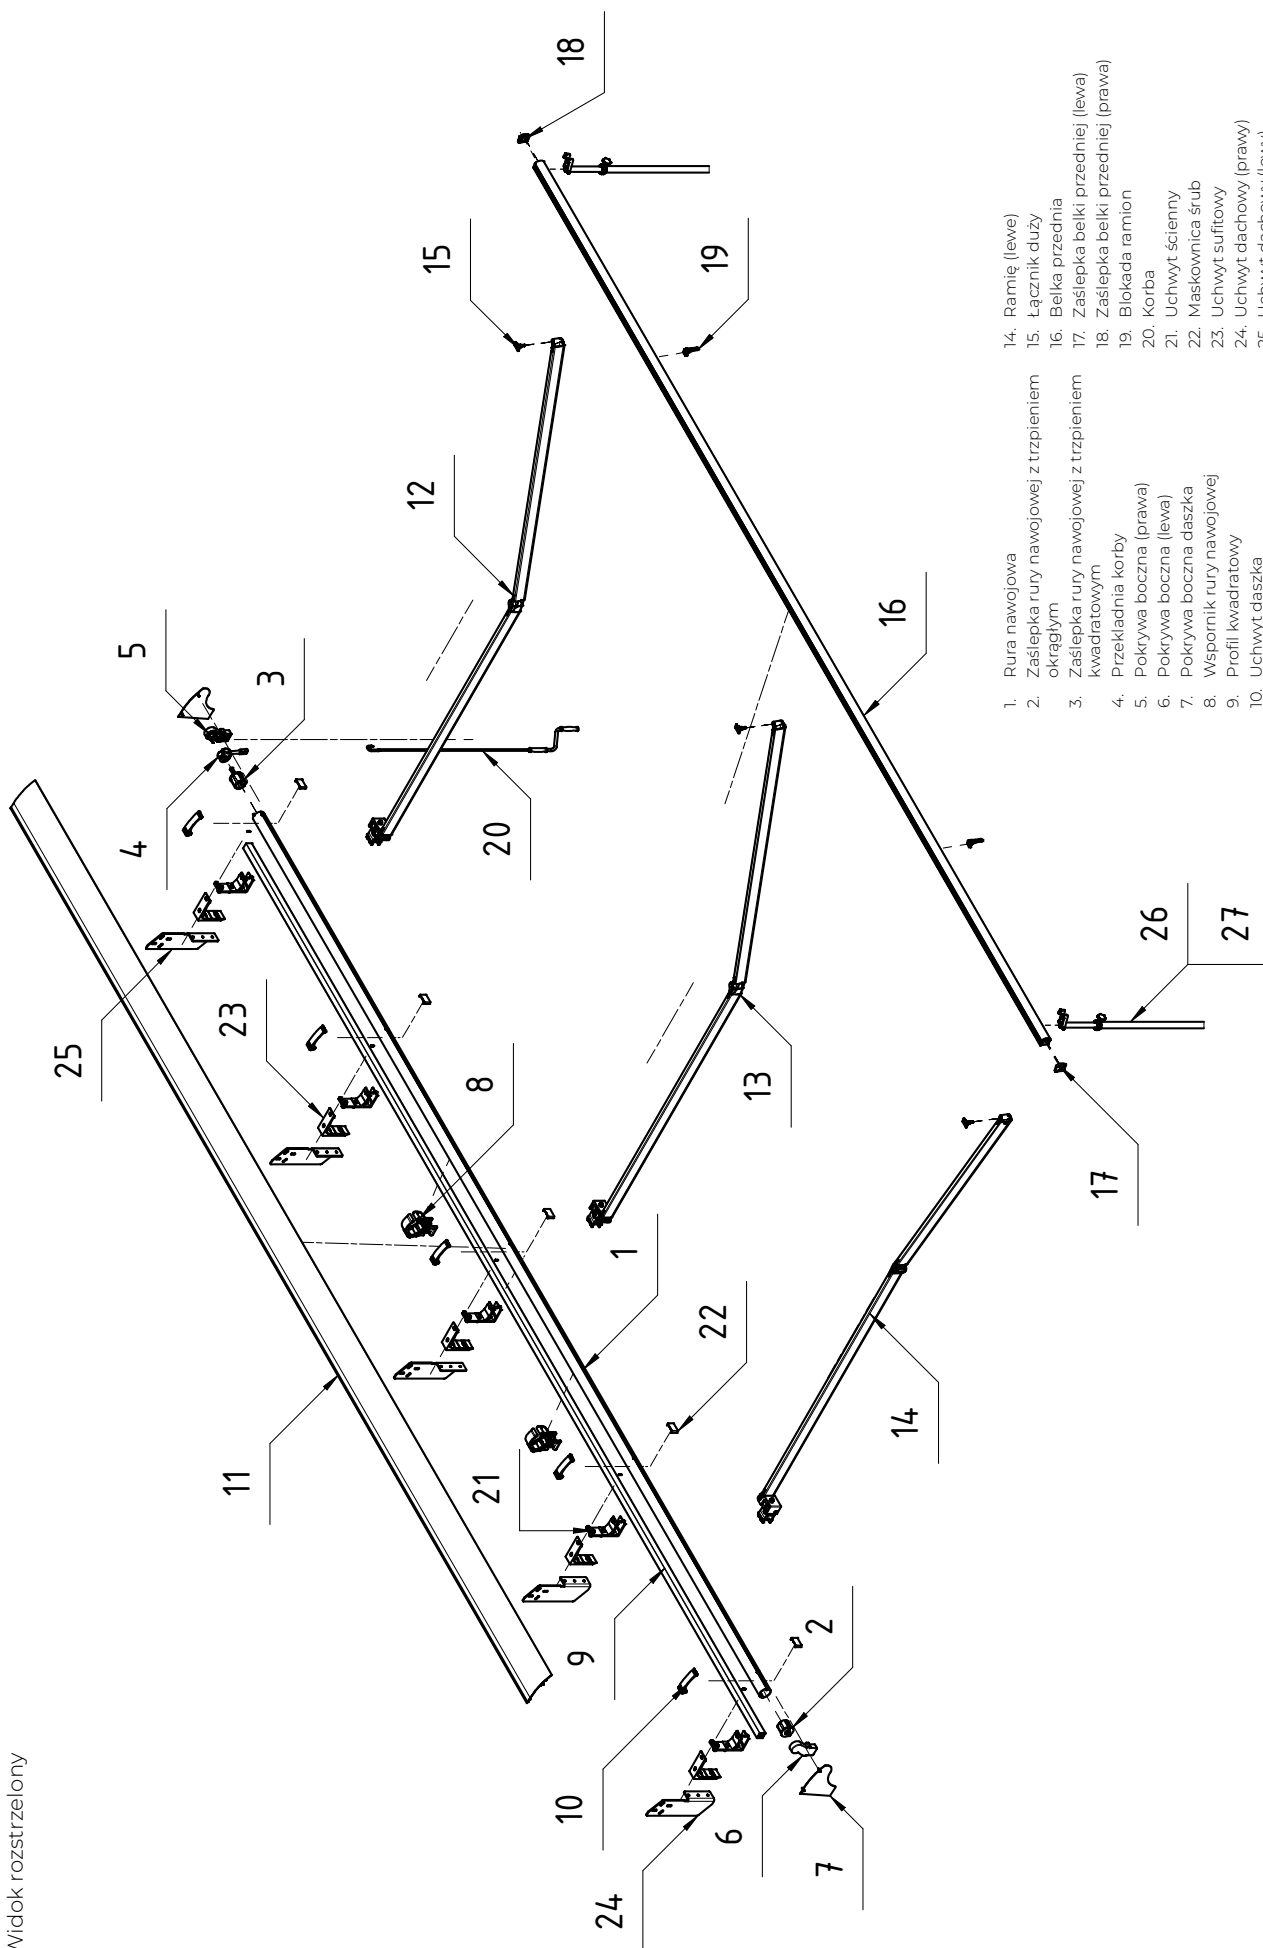 Widok rozstrzelony
25
5
4
23
11
3
12
15
8
20
21
18
10
9
24
1
22
19
6
13
2
7
16
14
17
26
27
1. Rura nawojowa
2. Zaślepka rury nawojowej z trzpieniem
okrągłym
3. Zaślepka rury nawojowej z trzpieniem
kwadratowym
4. Przekladnia korby
5. Pokrywa boczna (prawa)
6. Pokrywa boczna (lewa)
7. Pokrywa boczna daszka
8. Wspornik rury nawojowej
9. Profil kwadratowy
10. Uchwyt daszka
14. Ramię (lewe)
15. Łącznik duży
16. Belka przednia
17. Zaślepka belki przedniej (lewa)
18. Zaślepka belki przedniej (prawa)
19. Blokada ramion
20. Korba
21. Uchwyt ścienny
22. Maskownica śrub
23. Uchwyt sufitowy
24. Uchwyt dachowy (prawy)
25. Uchwyt dachowy (lewy)